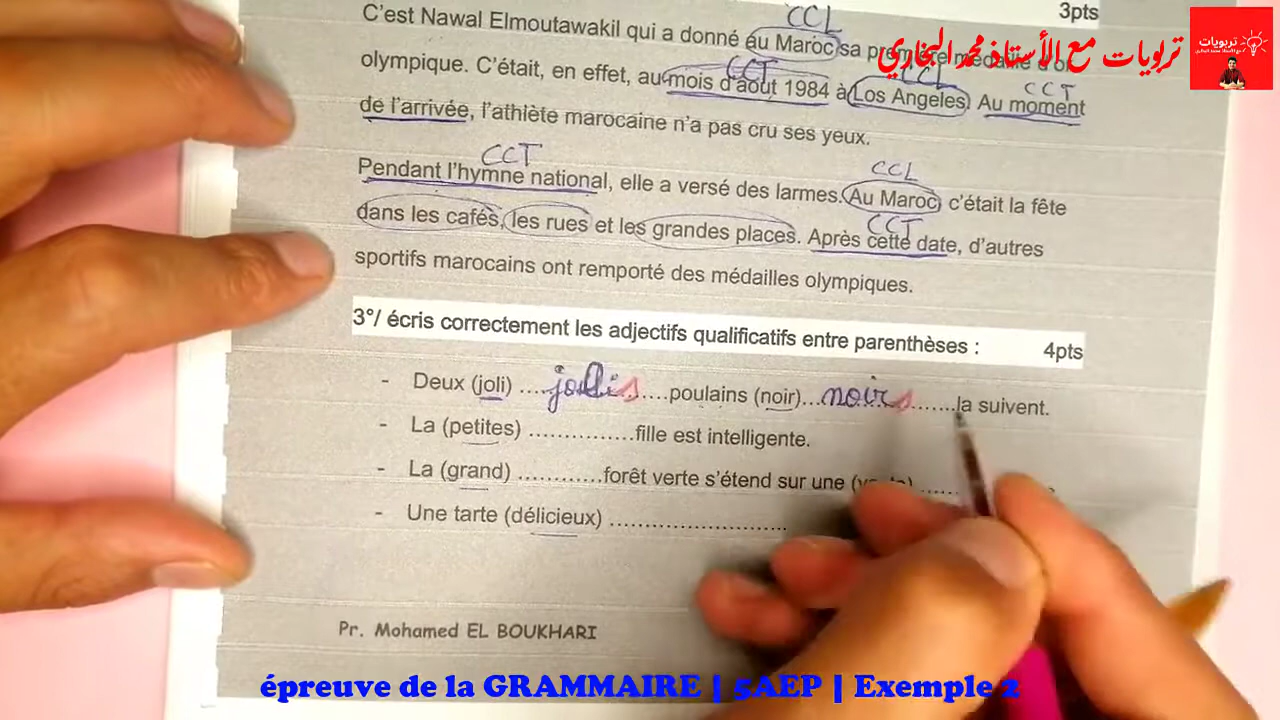 3pts
CCL
C'est Nawal Elmoutawakil qui a donné au Maroc sa première médaille d'or
تربويات مع الأستاذ محمد البخاري
تربويات
CCT CCL CCT
olympique. C'était, en effet, au mois d'aout 1984 à Los Angeles. Au moment
de l'arrivée, l'athlète marocaine n'a pas cru ses yeux.
CCT CCL
Pendant l'hymne national, elle a versé des larmes. Au Maroc, c'était la fête
CCT
dans les cafés, les rues et les grandes places. Après cette date, d'autres
sportifs marocains ont remporté des médailles olympiques.
3°/ écris correctement les adjectifs qualificatifs entre parenthèses : 4pts
- Deux (joli) ....jolis....poulains (noir)...noirs.......la suivent.
- La (petites) ...............fille est intelligente.
- La (grand) ............forêt verte s'étend sur une
- Une tarte (délicieux) .........................
Pr. Mohamed EL BOUKHARI
épreuve de la GRAMMAIRE | 5AEP | Exemple 2